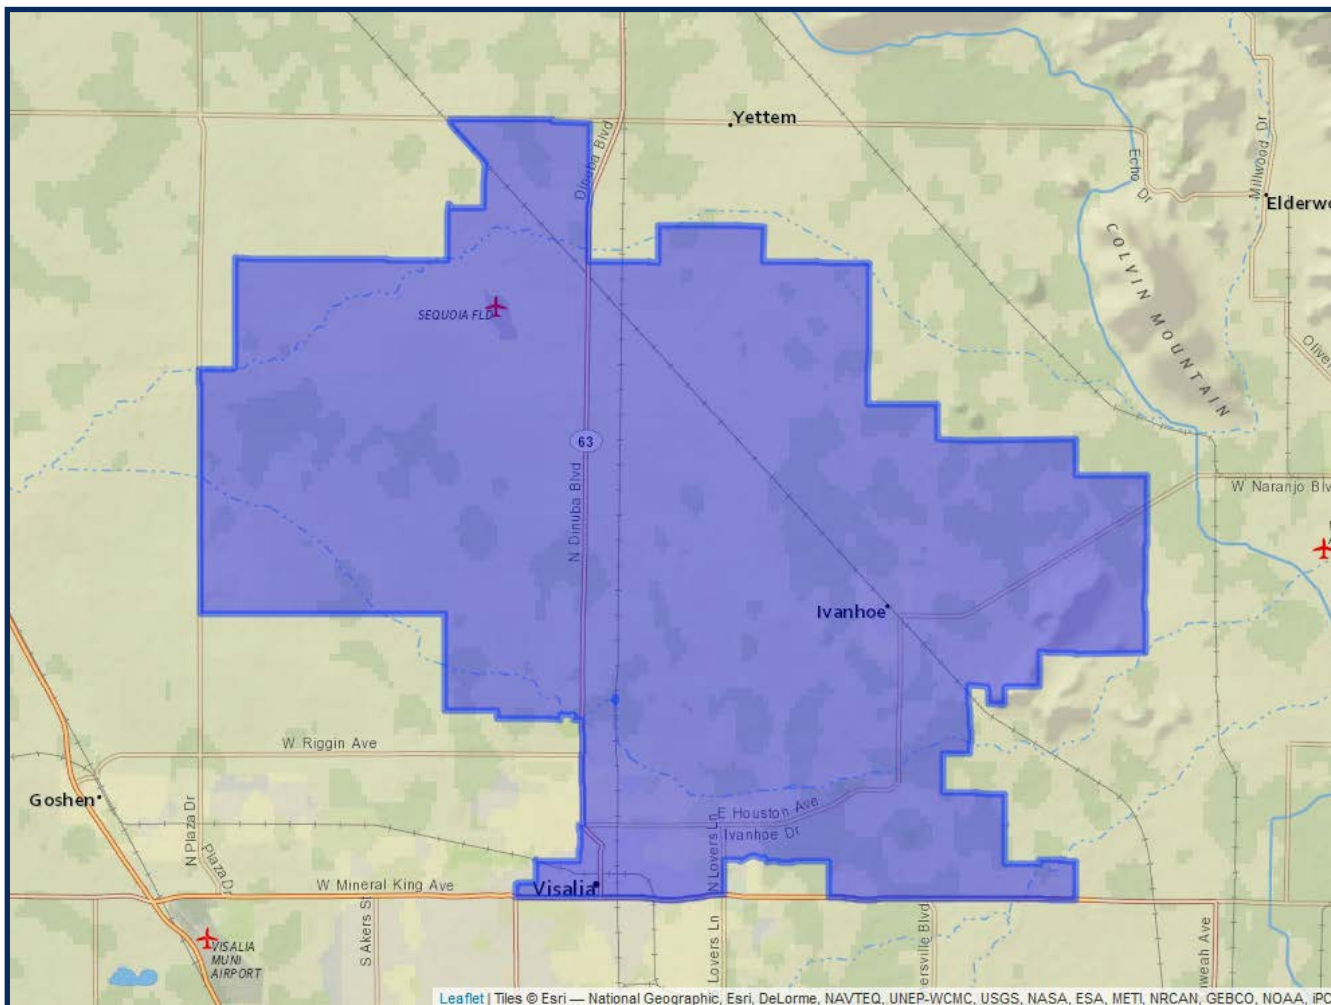 Yettem
Dinuba Blvd
Echo Dr
Millwood Dr
Elderwo
COLVIN MOUNTAIN
SEQUOIA FLD
Olive
63
N Dinuba Blvd
W Naranjo Blv
Ivanhoe
W Riggin Ave
Goshen
N Plaza Dr
Plaza Dr
E Houston Ave
Ivanhoe Dr
N Lovers Ln
W Mineral King Ave
Visalia
S Akers St
Lovers Ln
ersville Blvd
weah Ave
VISALIA
MUNI
AIRPORT
Leaflet | Tiles © Esri — National Geographic, Esri, DeLorme, NAVTEQ, UNEP-WCMC, USGS, NASA, ESA, METI, NRCAN, GEBCO, NOAA, iPC